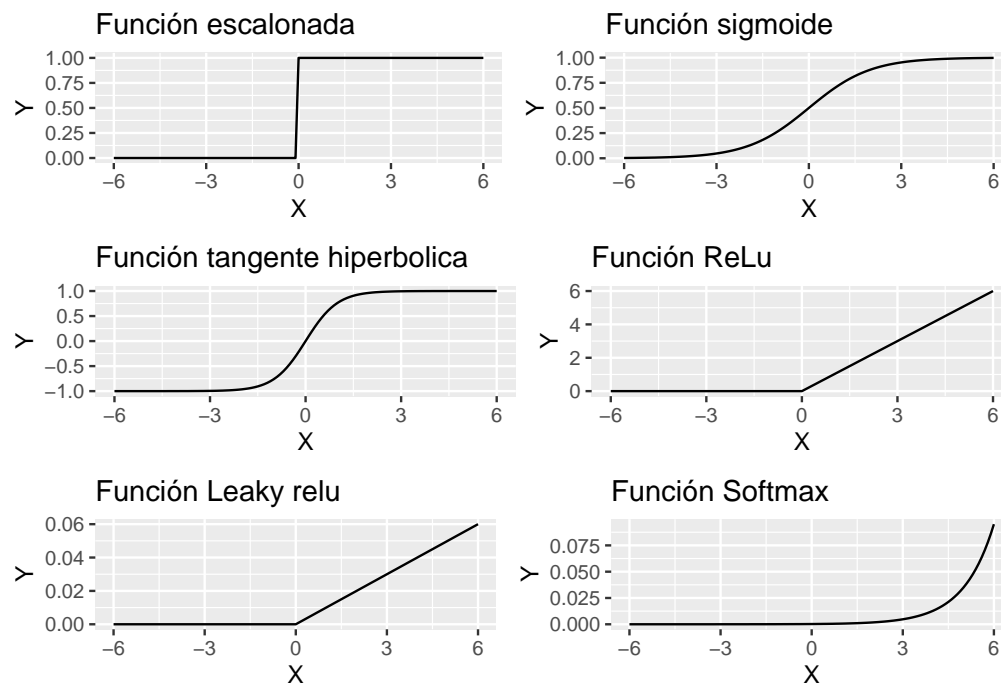 Función escalonada
1.00
0.75
0.50
0.25
0.00
Y
−6 −3 0 3 6
X
Función sigmoide
1.00
0.75
0.50
0.25
0.00
Y
−6 −3 0 3 6
X
Función tangente hiperbolica
1.0
0.5
0.0
−0.5
−1.0
Y
−6 −3 0 3 6
X
Función ReLu
6
4
2
0
Y
−6 −3 0 3 6
X
Función Leaky relu
0.06
0.04
0.02
0.00
Y
−6 −3 0 3 6
X
Función Softmax
0.075
0.050
0.025
0.000
Y
−6 −3 0 3 6
X